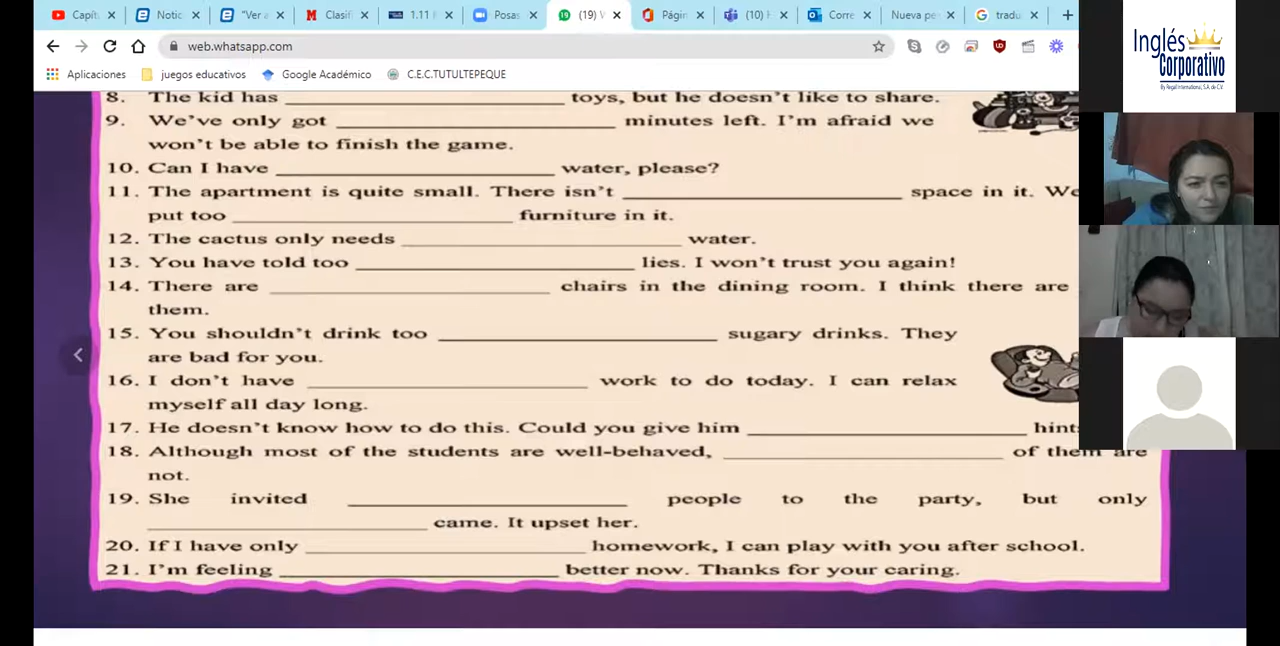 Capítu
Notic
"Ver a
Clasifi
1.11 F
Posas
(19) W
Págin
(10) 
Corre
Nueva pe
tradu
web.whatsapp.com
Aplicaciones
juegos educativos
Google Académico
C.E.C.TUTULTEPEQUE
Inglés
Corporativo
By Regall International, S.A. de C.V.
8. The kid has ____________ toys, but he doesn't like to share.
9. We've only got ____________ minutes left. I'm afraid we
won't be able to finish the game.
10. Can I have ____________ water, please?
11. The apartment is quite small. There isn't ____________ space in it. We
put too ____________ furniture in it.
12. The cactus only needs ____________ water.
13. You have told too ____________ lies. I won't trust you again!
14. There are ____________ chairs in the dining room. I think there are
them.
15. You shouldn't drink too ____________ sugary drinks. They
are bad for you.
16. I don't have ____________ work to do today. I can relax
myself all day long.
17. He doesn't know how to do this. Could you give him ____________ hint
18. Although most of the students are well-behaved, ____________ of them are
not.
19. She invited ____________ people to the party, but only
____________ came. It upset her.
20. If I have only ____________ homework, I can play with you after school.
21. I'm feeling ____________ better now. Thanks for your caring.